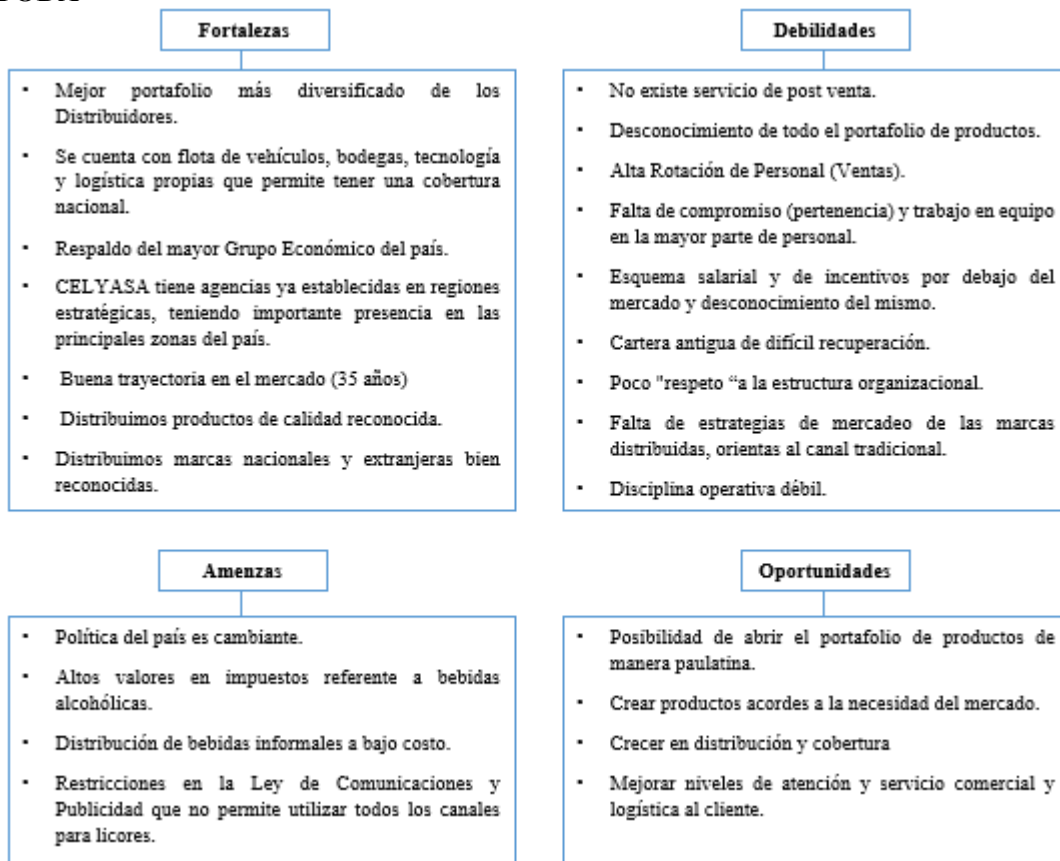 Fortalezas
Mejor portafolio más diversificado de los
Distribuidores.
Se cuenta con flota de vehículos, bodegas, tecnología
y logística propias que permite tener una cobertura
nacional.
Respaldo del mayor Grupo Económico del país.
CELYASA tiene agencias ya establecidas en regiones
estratégicas, teniendo importante presencia en las
principales zonas del país.
Buena trayectoria en el mercado (35 años)
Distribuimos productos de calidad reconocida.
Distribuimos marcas nacionales y extranjeras bien
reconocidas.
Debilidades
No existe servicio de post venta.
Desconocimiento de todo el portafolio de productos.
Alta Rotación de Personal (Ventas).
Falta de compromiso (pertenencia) y trabajo en equipo
en la mayor parte de personal.
Esquema salarial y de incentivos por debajo del
mercado y desconocimiento del mismo.
Cartera antigua de difícil recuperación.
Poco "respeto “a la estructura organizacional.
Falta de estrategias de mercadeo de las marcas
distribuidas, orientas al canal tradicional.
Disciplina operativa débil.
Amenzas
Política del país es cambiante.
Altos valores en impuestos referente a bebidas
alcohólicas.
Distribución de bebidas informales a bajo costo.
Restricciones en la Ley de Comunicaciones y
Publicidad que no permite utilizar todos los canales
para licores.
Oportunidades
Posibilidad de abrir el portafolio de productos de
manera paulatina.
Crear productos acordes a la necesidad del mercado.
Crecer en distribución y cobertura
Mejorar niveles de atención y servicio comercial y
logística al cliente.